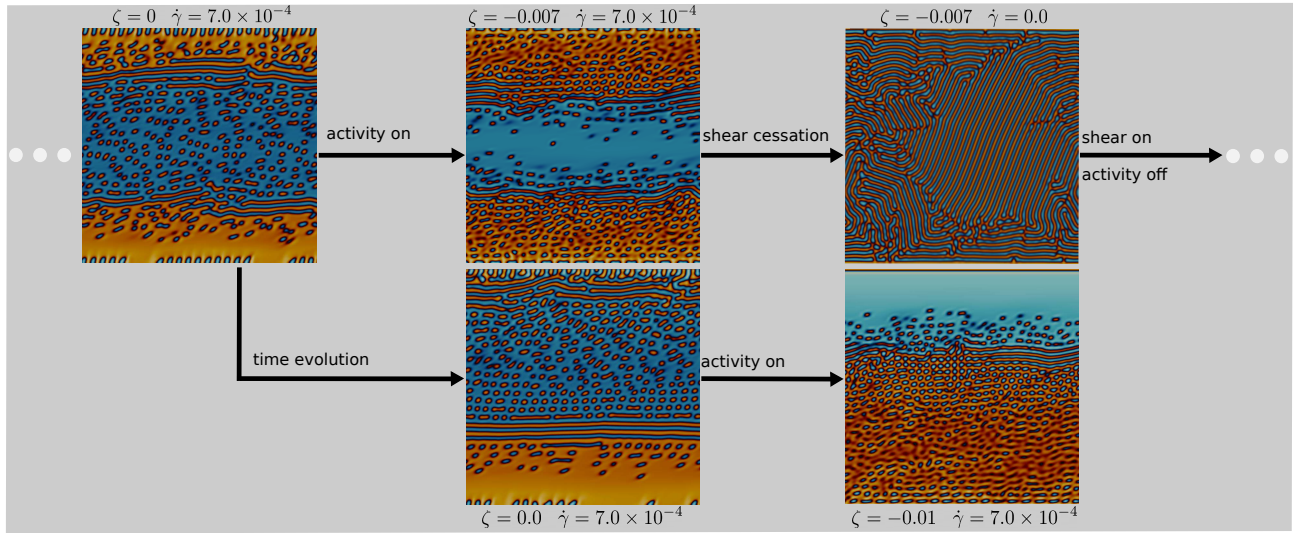 ζ = 0 γ̇ = 7.0 × 10⁻⁴
ζ = −0.007 γ̇ = 7.0 × 10⁻⁴
ζ = −0.007 γ̇ = 0.0
activity on
shear cessation
shear on
activity off
time evolution
activity on
ζ = 0.0 γ̇ = 7.0 × 10⁻⁴
ζ = −0.01 γ̇ = 7.0 × 10⁻⁴